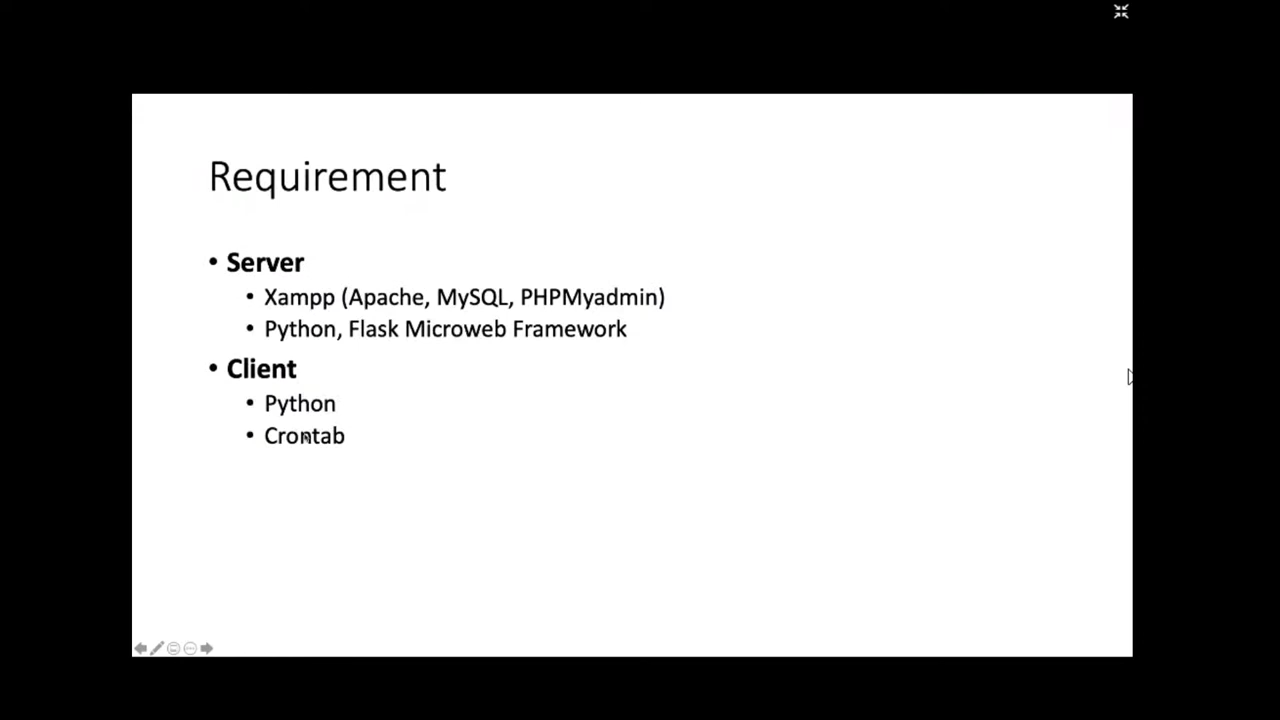 Requirement
• Server
• Xampp (Apache, MySQL, PHPMyadmin)
• Python, Flask Microweb Framework
• Client
• Python
• Crontab